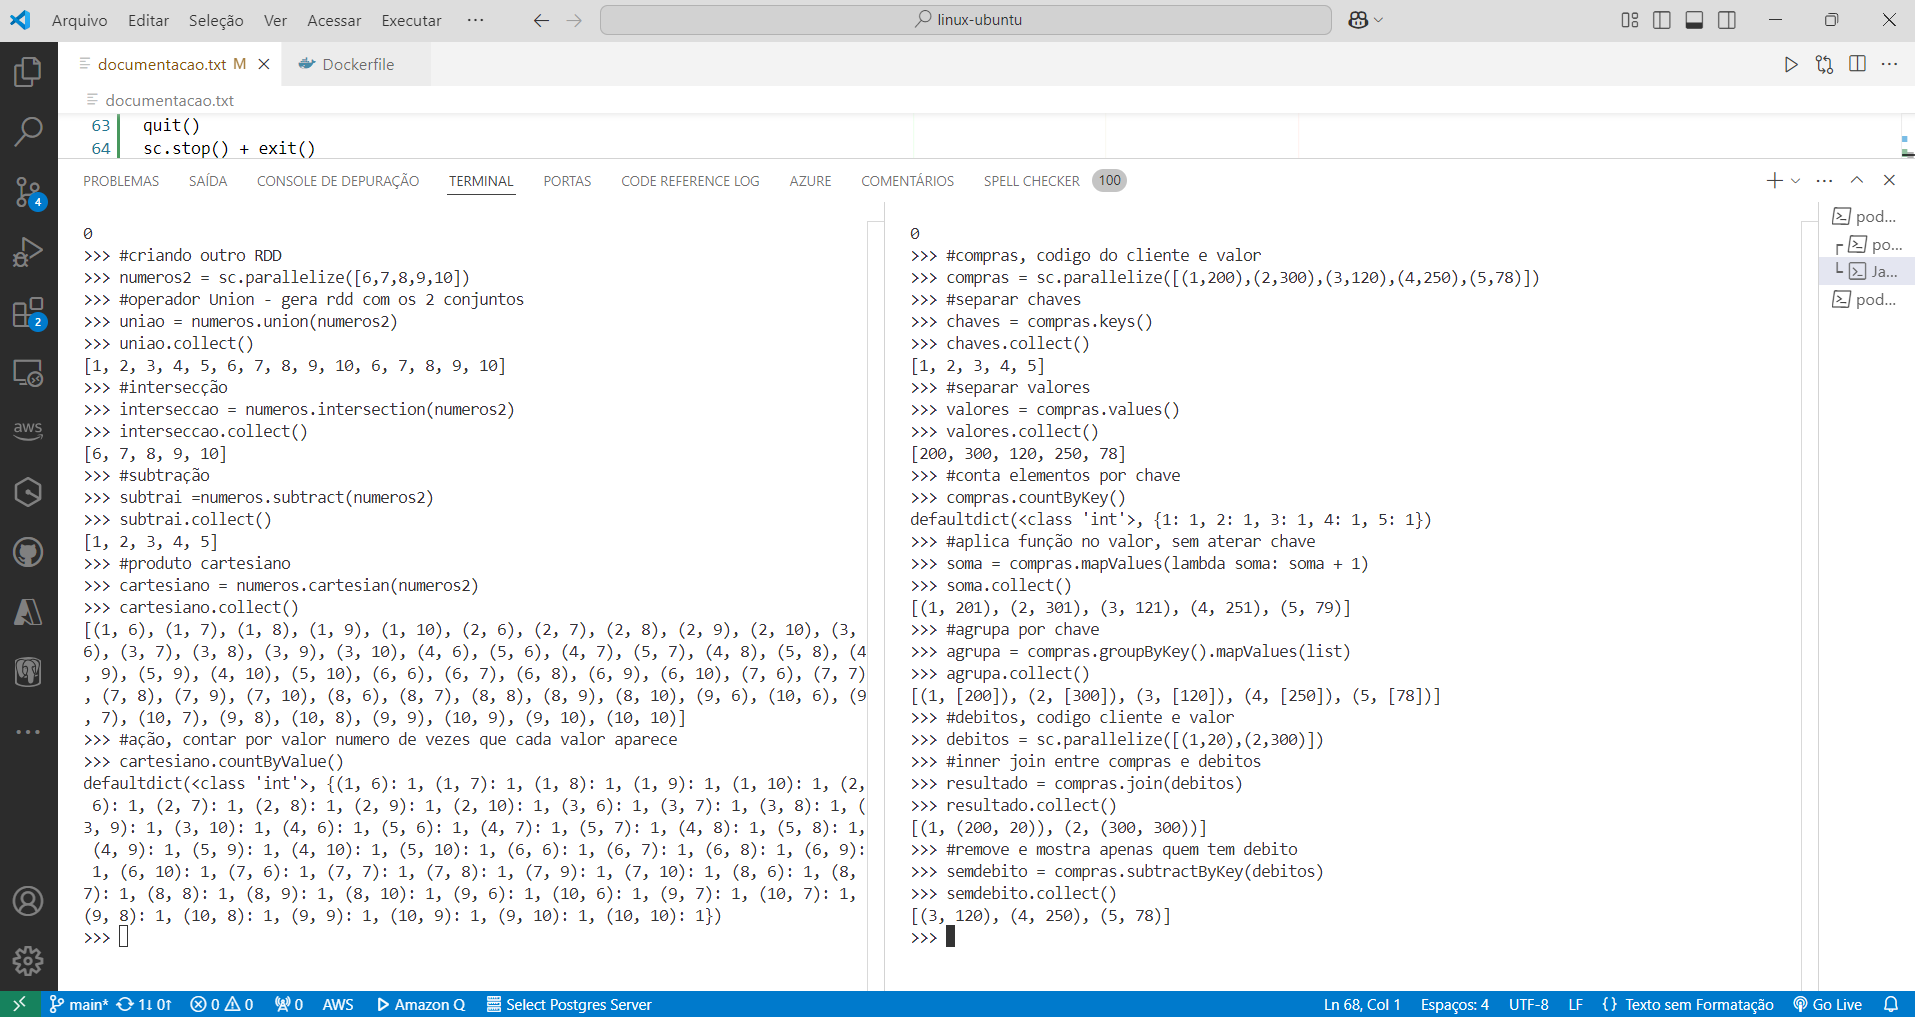 Arquivo Editar Seleção Ver Acessar Executar ··· linux-ubuntu
documentacao.txt M Dockerfile
documentacao.txt
63 quit()
64 sc.stop() + exit()
PROBLEMAS SAÍDA CONSOLE DE DEPURAÇÃO TERMINAL PORTAS CODE REFERENCE LOG AZURE COMENTÁRIOS SPELL CHECKER 100
0
>>> #criando outro RDD
>>> numeros2 = sc.parallelize([6,7,8,9,10])
>>> #operador Union - gera rdd com os 2 conjuntos
>>> uniao = numeros.union(numeros2)
>>> uniao.collect()
[1, 2, 3, 4, 5, 6, 7, 8, 9, 10, 6, 7, 8, 9, 10]
>>> #intersecção
>>> interseccao = numeros.intersection(numeros2)
>>> interseccao.collect()
[6, 7, 8, 9, 10]
>>> #subtração
>>> subtrai =numeros.subtract(numeros2)
>>> subtrai.collect()
[1, 2, 3, 4, 5]
>>> #produto cartesiano
>>> cartesiano = numeros.cartesian(numeros2)
>>> cartesiano.collect()
[(1, 6), (1, 7), (1, 8), (1, 9), (1, 10), (2, 6), (2, 7), (2, 8), (2, 9), (2, 10), (3,
6), (3, 7), (3, 8), (3, 9), (3, 10), (4, 6), (5, 6), (4, 7), (5, 7), (4, 8), (5, 8), (4
, 9), (5, 9), (4, 10), (5, 10), (6, 6), (6, 7), (6, 8), (6, 9), (6, 10), (7, 6), (7, 7)
, (7, 8), (7, 9), (7, 10), (8, 6), (8, 7), (8, 8), (8, 9), (8, 10), (9, 6), (10, 6), (9
, 7), (10, 7), (9, 8), (10, 8), (9, 9), (10, 9), (9, 10), (10, 10)]
>>> #ação, contar por valor numero de vezes que cada valor aparece
>>> cartesiano.countByValue()
defaultdict(<class 'int'>, {(1, 6): 1, (1, 7): 1, (1, 8): 1, (1, 9): 1, (1, 10): 1, (2,
 6): 1, (2, 7): 1, (2, 8): 1, (2, 9): 1, (2, 10): 1, (3, 6): 1, (3, 7): 1, (3, 8): 1, (
3, 9): 1, (3, 10): 1, (4, 6): 1, (5, 6): 1, (4, 7): 1, (5, 7): 1, (4, 8): 1, (5, 8): 1,
 (4, 9): 1, (5, 9): 1, (4, 10): 1, (5, 10): 1, (6, 6): 1, (6, 7): 1, (6, 8): 1, (6, 9):
 1, (6, 10): 1, (7, 6): 1, (7, 7): 1, (7, 8): 1, (7, 9): 1, (7, 10): 1, (8, 6): 1, (8,
7): 1, (8, 8): 1, (8, 9): 1, (8, 10): 1, (9, 6): 1, (10, 6): 1, (9, 7): 1, (10, 7): 1,
(9, 8): 1, (10, 8): 1, (9, 9): 1, (10, 9): 1, (9, 10): 1, (10, 10): 1})
>>>
0
>>> #compras, codigo do cliente e valor
>>> compras = sc.parallelize([(1,200),(2,300),(3,120),(4,250),(5,78)])
>>> #separar chaves
>>> chaves = compras.keys()
>>> chaves.collect()
[1, 2, 3, 4, 5]
>>> #separar valores
>>> valores = compras.values()
>>> valores.collect()
[200, 300, 120, 250, 78]
>>> #conta elementos por chave
>>> compras.countByKey()
defaultdict(<class 'int'>, {1: 1, 2: 1, 3: 1, 4: 1, 5: 1})
>>> #aplica função no valor, sem aterar chave
>>> soma = compras.mapValues(lambda soma: soma + 1)
>>> soma.collect()
[(1, 201), (2, 301), (3, 121), (4, 251), (5, 79)]
>>> #agrupa por chave
>>> agrupa = compras.groupByKey().mapValues(list)
>>> agrupa.collect()
[(1, [200]), (2, [300]), (3, [120]), (4, [250]), (5, [78])]
>>> #debitos, codigo cliente e valor
>>> debitos = sc.parallelize([(1,20),(2,300)])
>>> #inner join entre compras e debitos
>>> resultado = compras.join(debitos)
>>> resultado.collect()
[(1, (200, 20)), (2, (300, 300))]
>>> #remove e mostra apenas quem tem debito
>>> semdebito = compras.subtractByKey(debitos)
>>> semdebito.collect()
[(3, 120), (4, 250), (5, 78)]
>>>
pod...
po...
Ja...
pod...
4
2
aws
main* 1↓ 0↑ 0 0 0 AWS Amazon Q Select Postgres Server Ln 68, Col 1 Espaços: 4 UTF-8 LF {} Texto sem Formatação Go Live